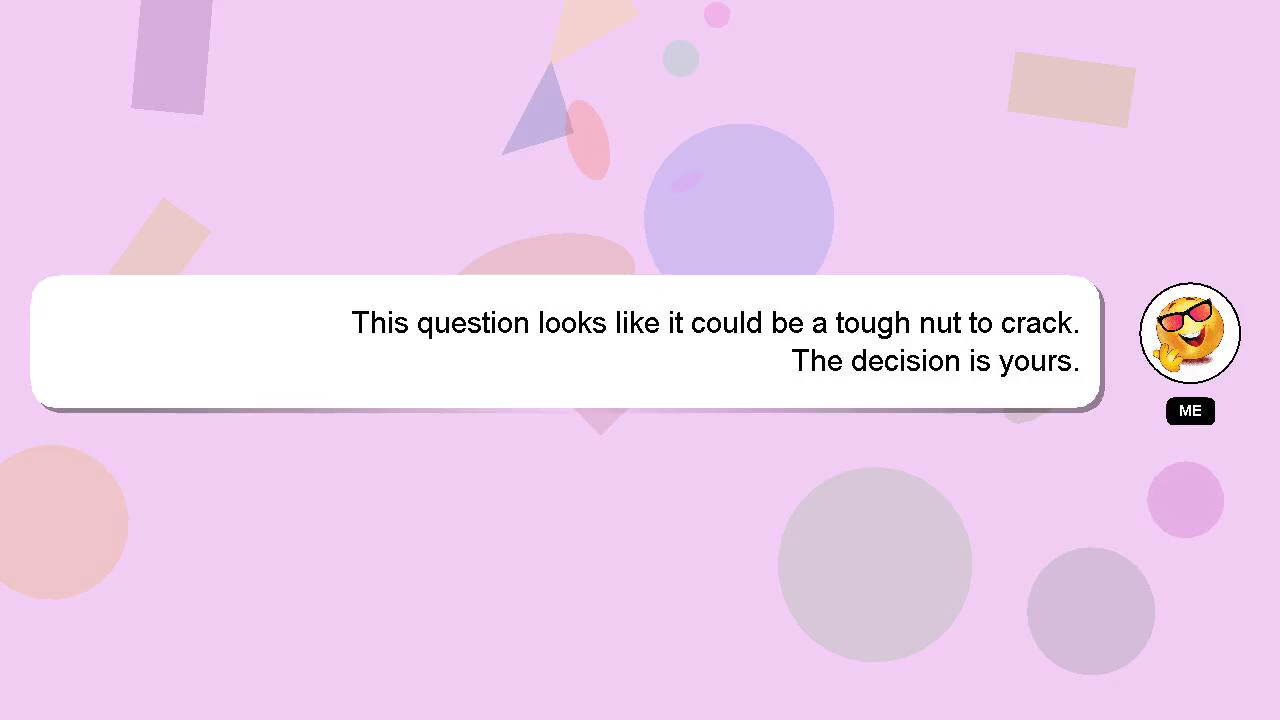 This question looks like it could be a tough nut to crack.
The decision is yours.
ME